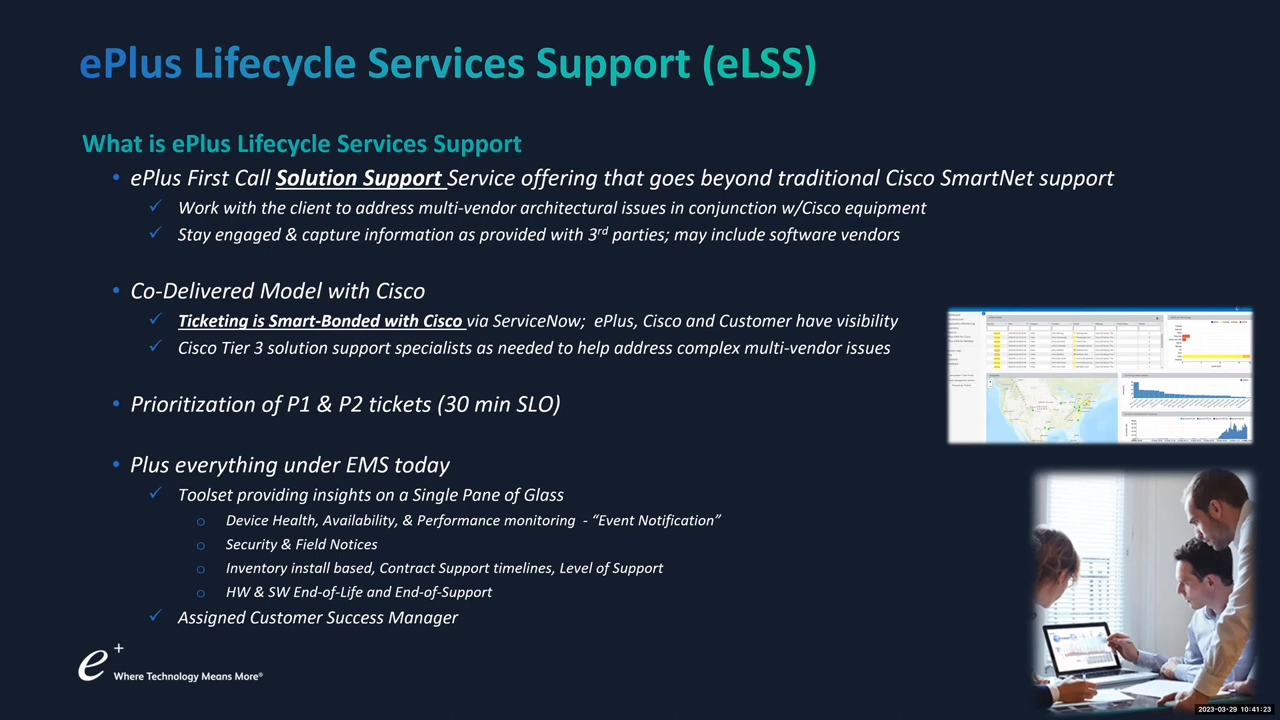 ePlus Lifecycle Services Support (eLSS)
What is ePlus Lifecycle Services Support
• ePlus First Call Solution Support Service offering that goes beyond traditional Cisco SmartNet support
✓ Work with the client to address multi-vendor architectural issues in conjunction w/Cisco equipment
✓ Stay engaged & capture information as provided with 3rd parties; may include software vendors
• Co-Delivered Model with Cisco
✓ Ticketing is Smart-Bonded with Cisco via ServiceNow; ePlus, Cisco and Customer have visibility
✓ Cisco Tier 3 solution support specialist as needed to help address complex multi-vendor issues
• Prioritization of P1 & P2 tickets (30 min SLO)
• Plus everything under EMS today
✓ Toolset providing insights on a Single Pane of Glass
o Device Health, Availability, & Performance monitoring - “Event Notification”
o Security & Field Notices
o Inventory install based, Contract Support timelines, Level of Support
o HW & SW End-of-Life and End-of-Support
✓ Assigned Customer Success Manager
e+
Where Technology Means More®
2023-03-29 10:41:23